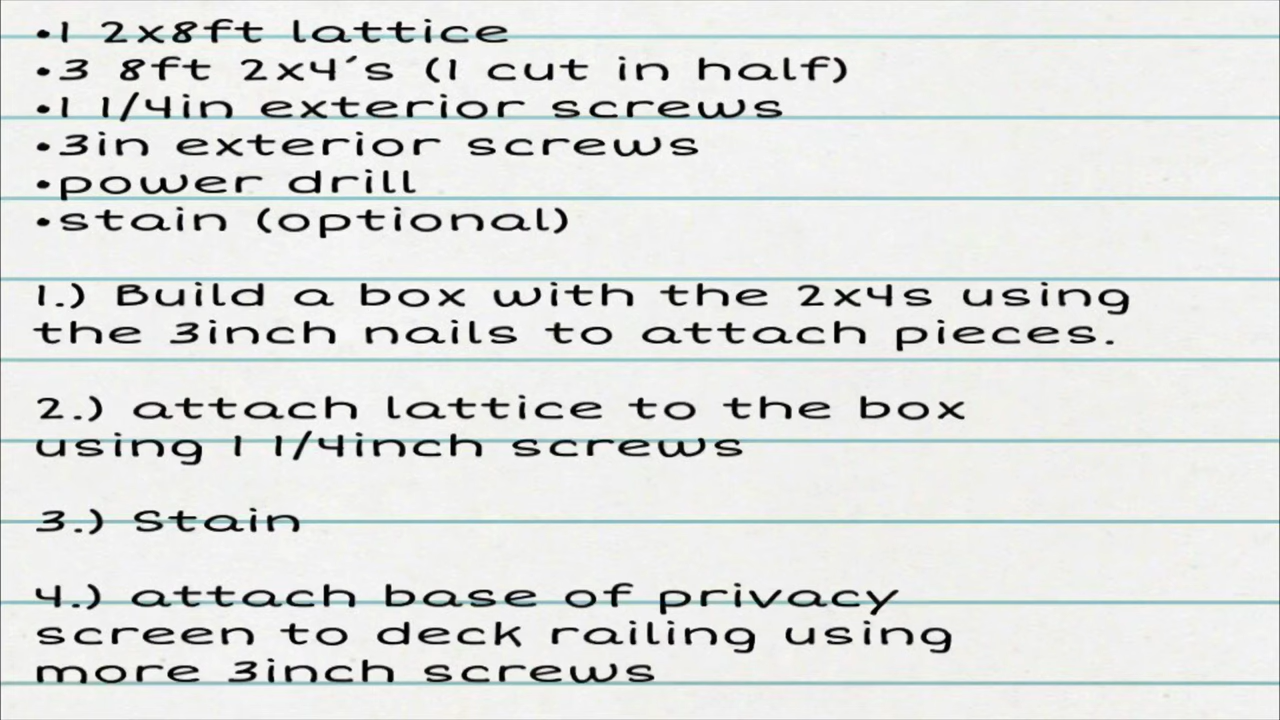 •1 2x8ft lattice
•3 8ft 2x4's (1 cut in half)
•1 1/4in exterior screws
•3in exterior screws
•power drill
•stain (optional)
1.) Build a box with the 2x4s using
the 3inch nails to attach pieces.
2.) attach lattice to the box
using 1 1/4inch screws
3.) Stain
4.) attach base of privacy
screen to deck railing using
more 3inch screws